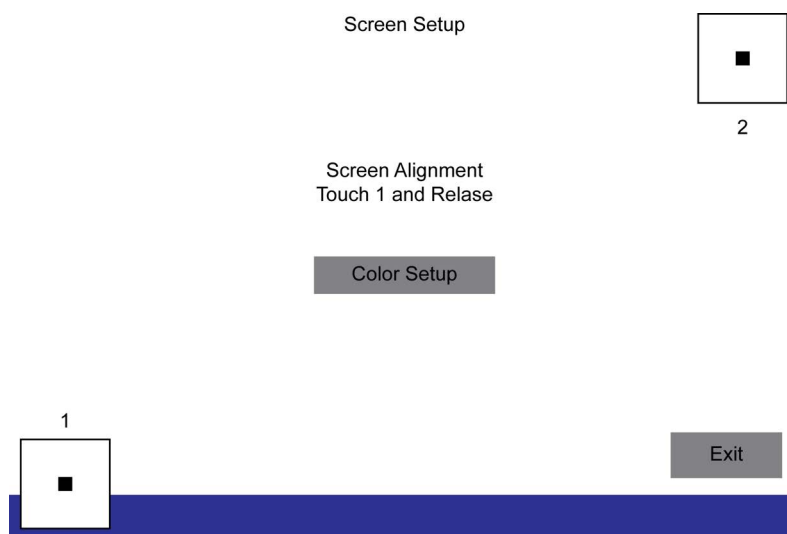 Screen Setup
2
Screen Alignment
Touch 1 and Relase
Color Setup
1
Exit